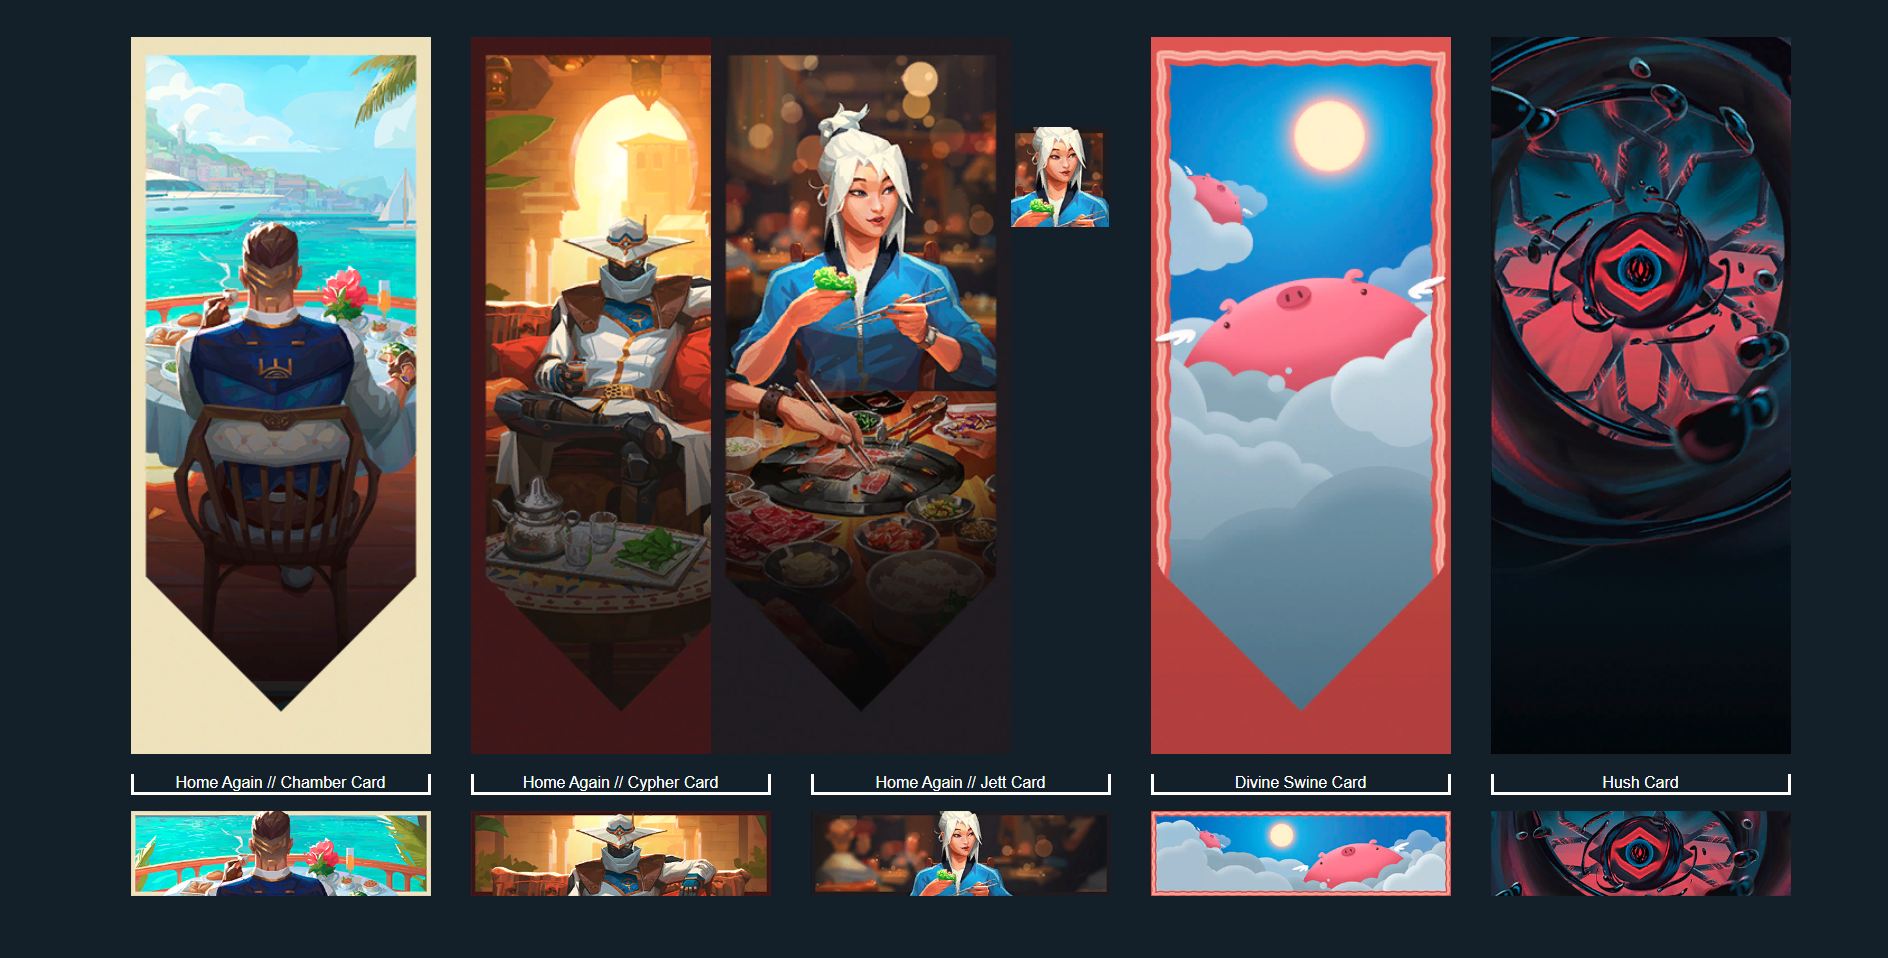 Home Again // Chamber Card
Home Again // Cypher Card
Home Again // Jett Card
Divine Swine Card
Hush Card